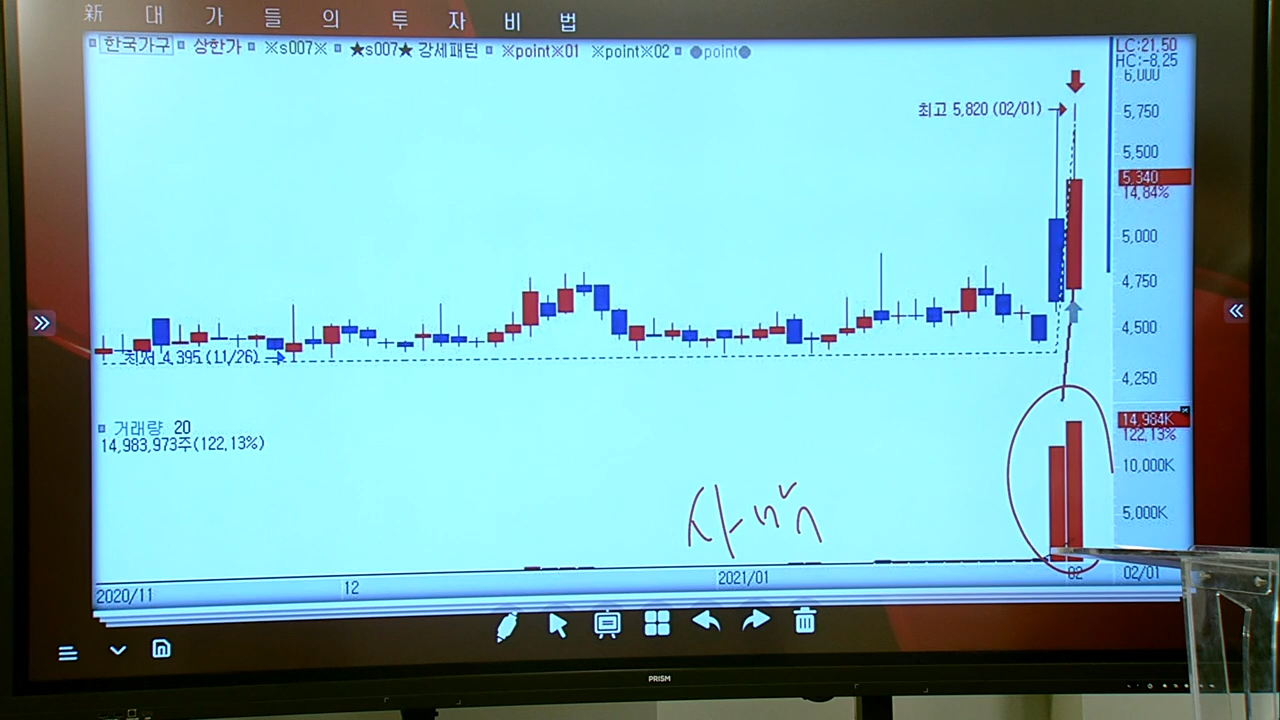 新 대 가 들 의 투 자 비 법
한국가구 상한가 ※s007※ ★s007★ 강세패턴 ※point※01 ※point※02 ●point●
LC:21,50
HC:-8,25
6,000
최고 5,820 (02/01)
5,750
5,500
5,340
14,84%
5,000
4,750
4,500
최저 4,395 (11/26)
4,250
거래량 20
14,983,973주(122,13%)
14,984K
122,13%
10,000K
5,000K
2020/11
12
2021/01
02
02/01
PRISM